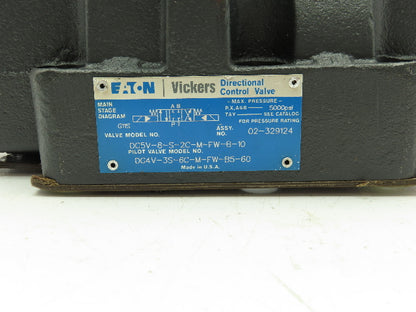 EATON Vickers Directional Control Valve
MAIN STAGE DIAGRAM
A B
P T
- MAX. PRESSURE -
P,X,A&B - 5000psi
T&Y - SEE CATALOG
FOR PRESSURE RATING
VALVE MODEL NO.
ASSY. NO. 02-329124
DG5V-8-S-2C-M-FW-B-10
PILOT VALVE MODEL NO.
DG4V-3S-6C-M-FW-B5-60
Made in U.S.A.